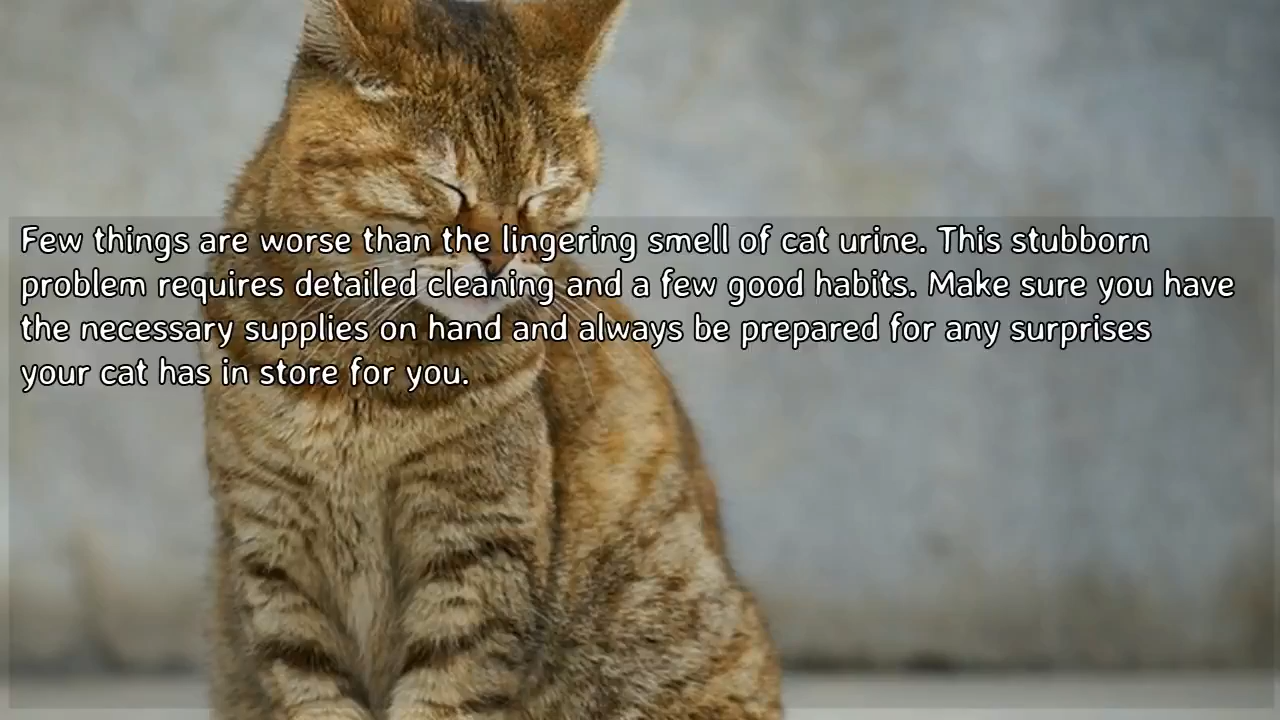 Few things are worse than the lingering smell of cat urine. This stubborn
problem requires detailed cleaning and a few good habits. Make sure you have
the necessary supplies on hand and always be prepared for any surprises
your cat has in store for you.